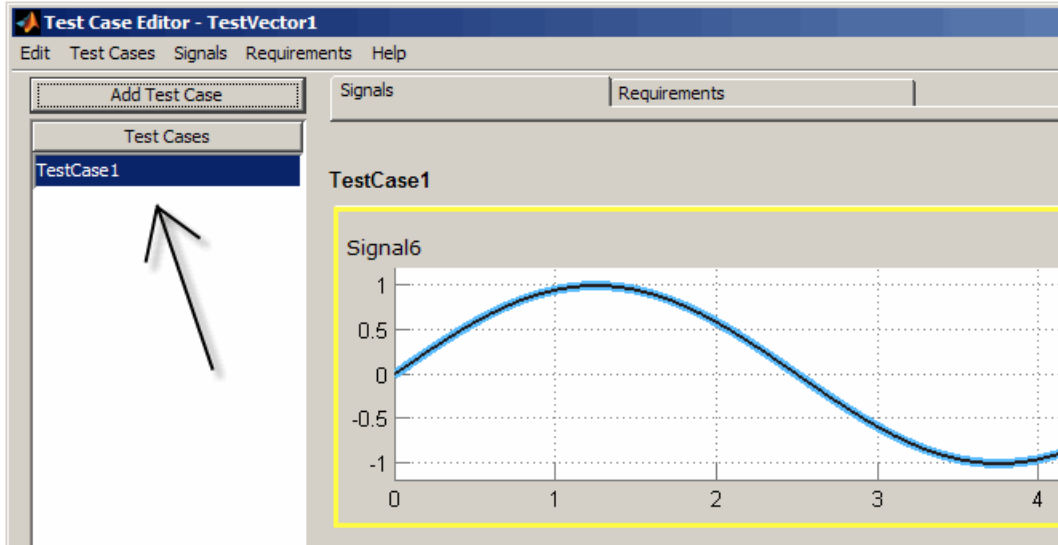 Test Case Editor - TestVector1
Edit Test Cases Signals Requirements Help
Add Test Case
Test Cases
TestCase1
Signals Requirements
TestCase1
Signal6
1
0.5
0
-0.5
-1
0 1 2 3 4